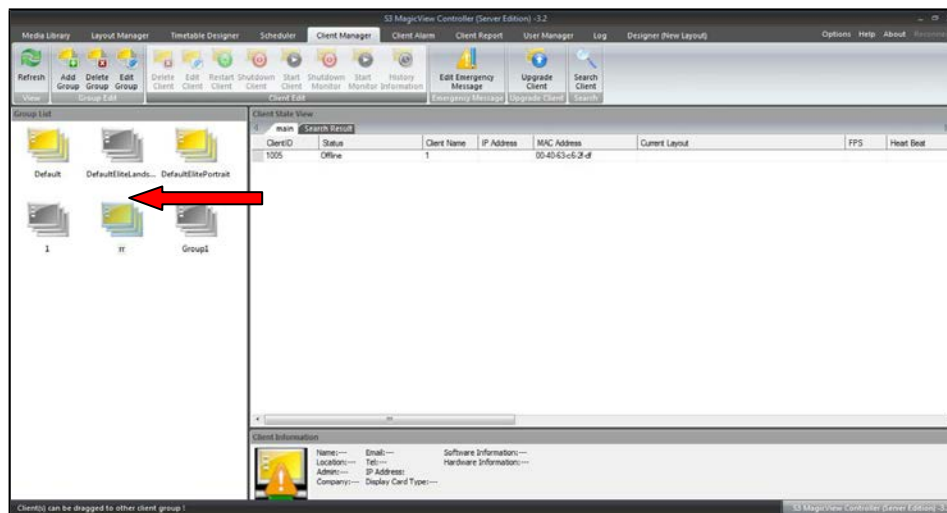 S3 MagicView Controller (Server Edition) -3.2
Media Library Layout Manager Timetable Designer Scheduler Client Manager Client Alarm Client Report User Manager Log Designer (New Layout) Options Help About
Refresh Add Group Delete Group Edit Group Delete Client Edit Client Restart Client Shutdown Client Start Client Shutdown Monitor Start Monitor History Information Edit Emergency Message Upgrade Client Search Client
View Group Edit Client Edit Emergency Message Upgrade Client Search
Group List Client State View
main Search Result
ClientID Status Client Name IP Address MAC Address Current Layout FPS Heart Beat
1005 Offline 1 00-40-63-c6-2f-df
Default DefaultEliteLands... DefaultElitePortrait
1 rr Group1
Client Information
Name:--- Email:--- Software Information:---
Location:--- Tel:--- Hardware Information:---
Admin:--- IP Address:
Company:--- Display Card Type:---
Client(s) can be dragged to other client group ! S3 MagicView Controller (Server Edition) -3